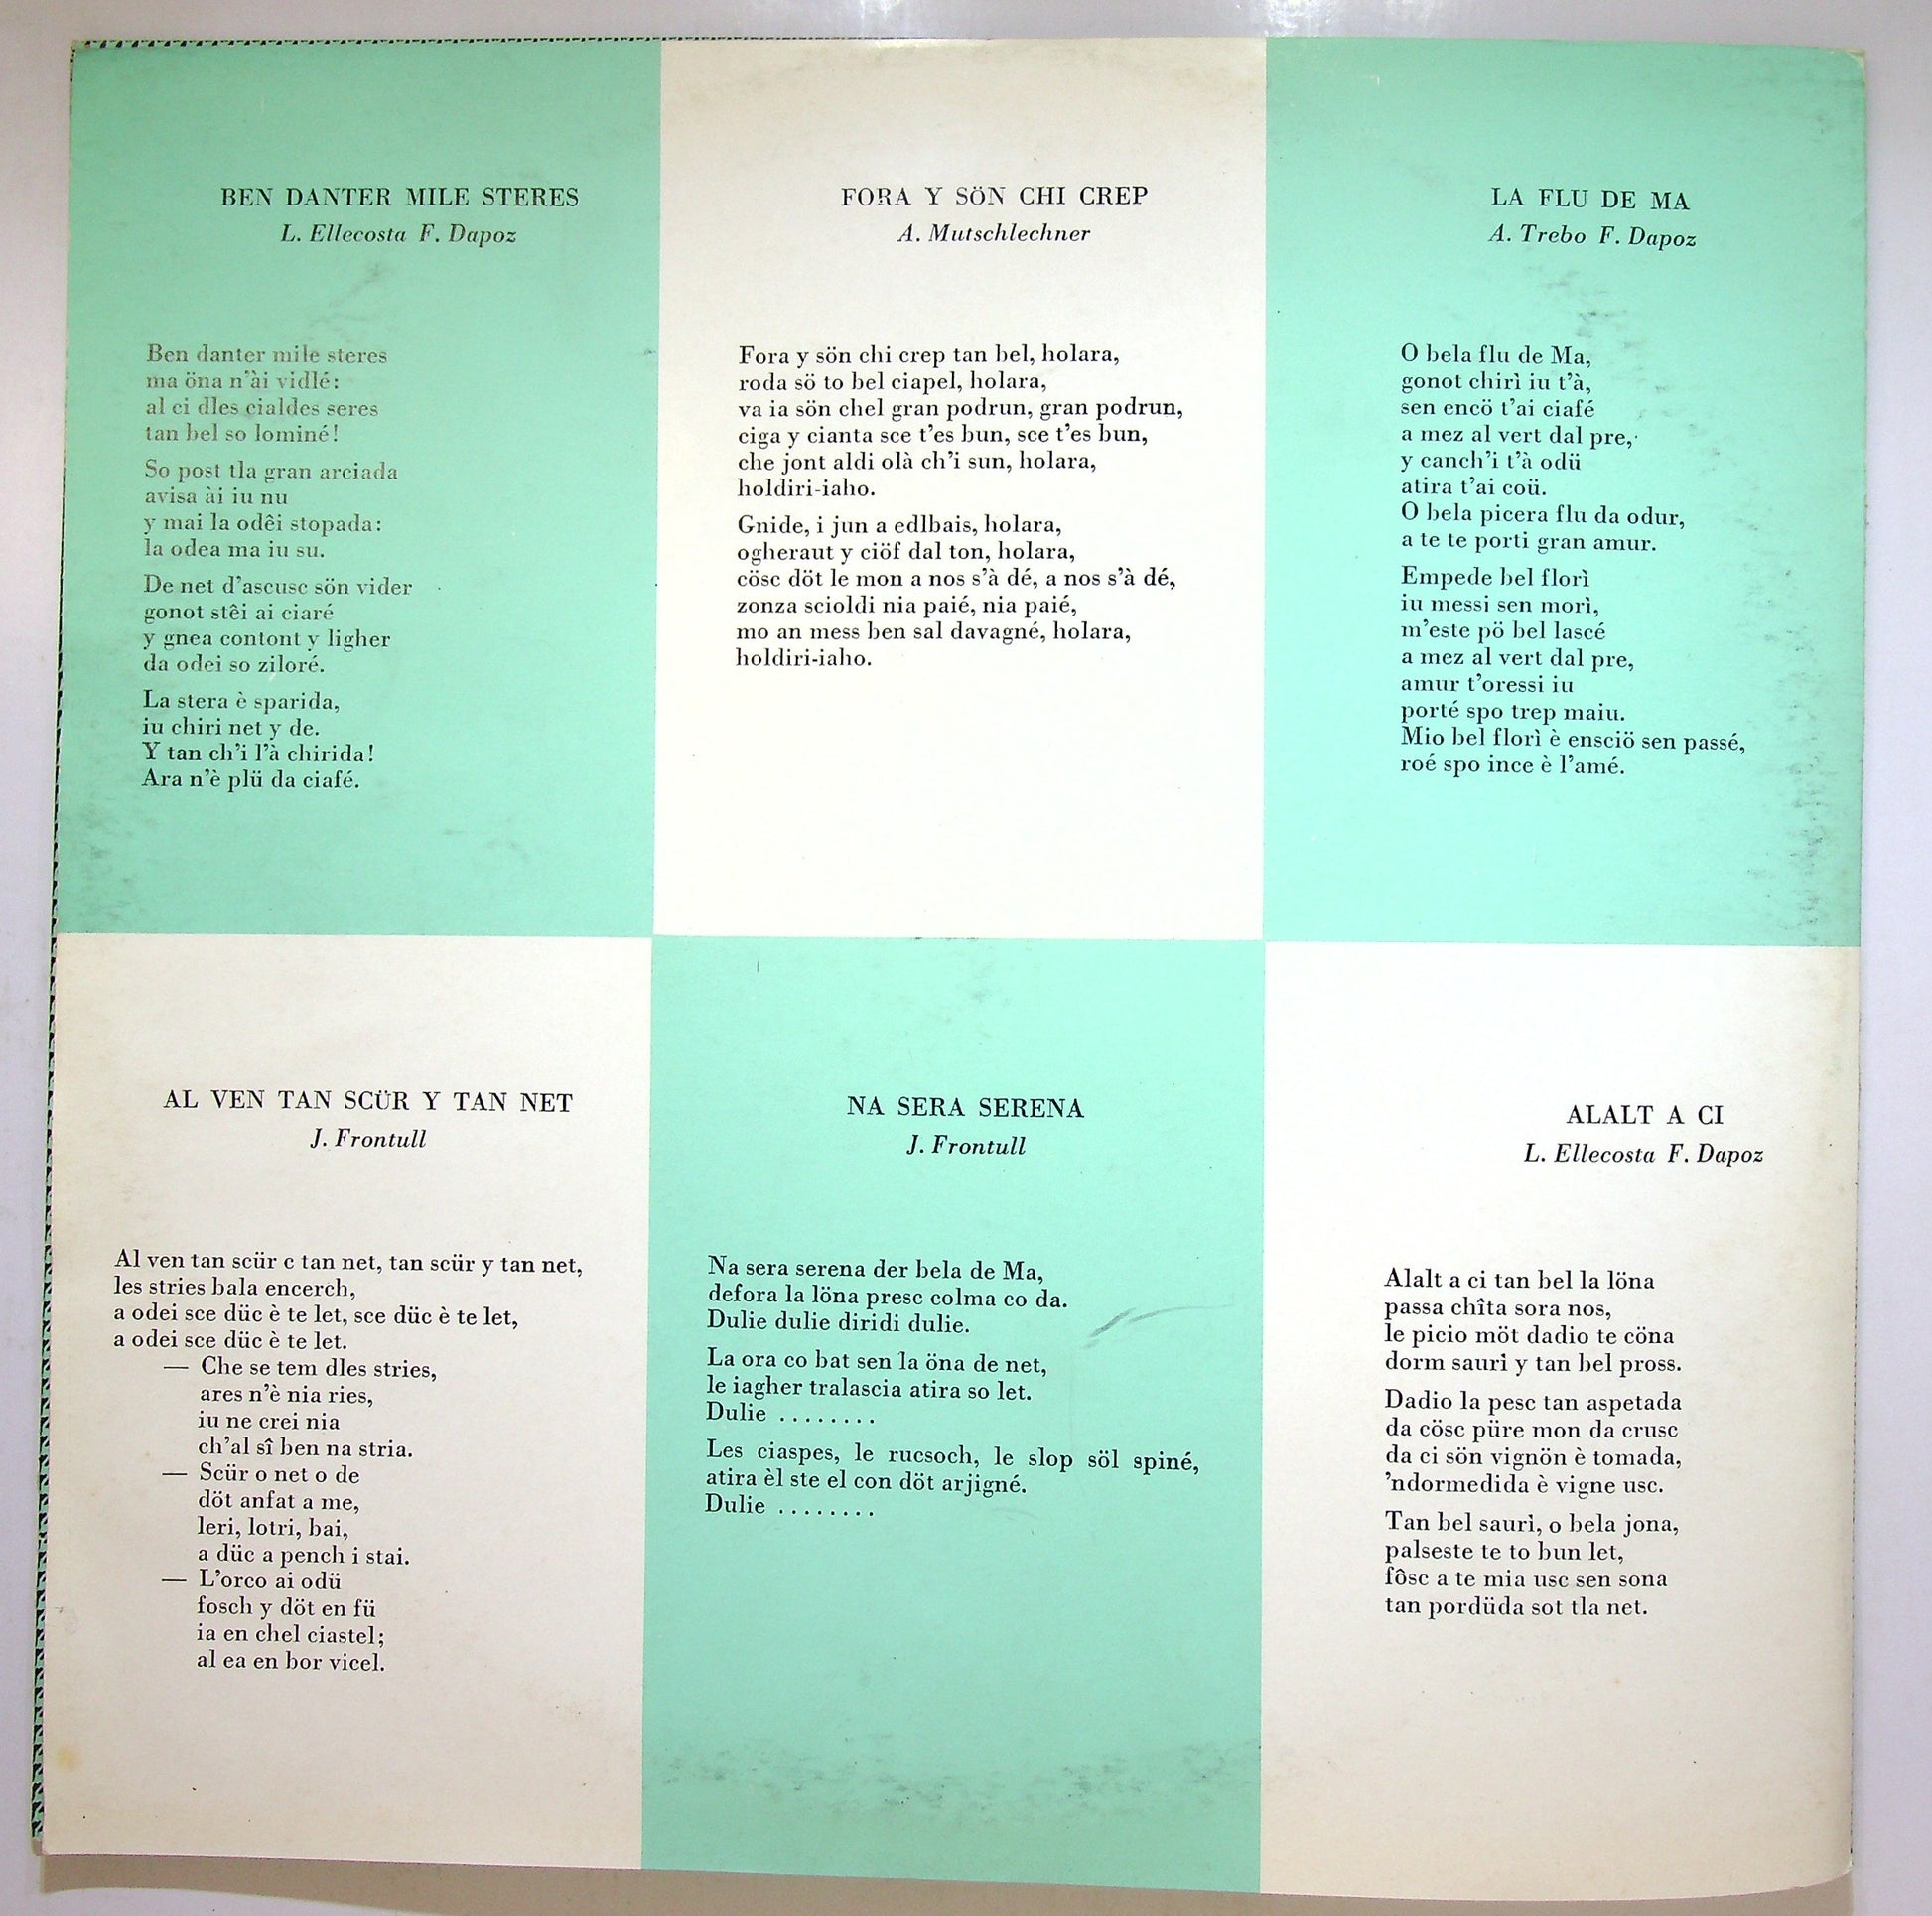 BEN DANTER MILE STERES
L. Ellecosta F. Dapoz
Ben danter mile steres
ma öna n'ài vidlé:
al ci dles cialdes seres
tan bel so lominé!
So post tla gran arciada
avisa ài iu nu
y mai la odêi stopada:
la odea ma iu su.
De net d'ascusc sön vider
gonot stêi ai ciaré
y gnea contont y ligher
da odei so ziloré.
La stera è sparida,
iu chiri net y de.
Y tan ch'i l'à chirida!
Ara n'è plü da ciafé.
FORA Y SÖN CHI CREP
A. Mutschlechner
Fora y sön chi crep tan bel, holara,
roda sö to bel ciapel, holara,
va ia sön chel gran podrun, gran podrun,
ciga y cianta sce t'es bun, sce t'es bun,
che jont aldi olà ch'i sun, holara,
holdiri-iaho.
Gnide, i jun a edlbais, holara,
ogheraut y ciöf dal ton, holara,
cösc döt le mon a nos s'à dé, a nos s'à dé,
zonza scioldi nia paié, nia paié,
mo an mess ben sal davagné, holara,
holdiri-iaho.
LA FLU DE MA
A. Trebo F. Dapoz
O bela flu de Ma,
gonot chirì iu t'à,
sen encö t'ai ciafé
a mez al vert dal pre,
y canch'i t'à odü
atira t'ai coü.
O bela picera flu da odur,
a te te porti gran amur.
Empede bel florì
iu messi sen morì,
m'este pö bel lascé
a mez al vert dal pre,
amur t'oressi iu
porté spo trep maiu.
Mio bel florì è ensciö sen passé,
roé spo ince è l'amé.
AL VEN TAN SCÜR Y TAN NET
J. Frontull
Al ven tan scür c tan net, tan scür y tan net,
les stries bala encerch,
a odei sce düc è te let, sce düc è te let,
a odei sce düc è te let.
— Che se tem dles stries,
ares n'è nia ries,
iu ne crei nia
ch'al sî ben na stria.
— Scür o net o de
döt anfat a me,
leri, lotri, bai,
a düc a pench i stai.
— L'orco ai odü
fosch y döt en fü
ia en chel ciastel;
al ea en bor vicel.
NA SERA SERENA
J. Frontull
Na sera serena der bela de Ma,
defora la löna presc colma co da.
Dulie dulie diridi dulie.
La ora co bat sen la öna de net,
le iagher tralascia atira so let.
Dulie ........
Les ciaspes, le rucsoch, le slop söl spiné,
atira èl ste el con döt arjigné.
Dulie ........
ALALT A CI
L. Ellecosta F. Dapoz
Alalt a ci tan bel la löna
passa chîta sora nos,
le picio möt dadio te cöna
dorm saurì y tan bel pross.
Dadio la pesc tan aspetada
da cösc püre mon da crusc
da ci sön vignön è tomada,
'ndormedida è vigne usc.
Tan bel saurì, o bela jona,
palseste te to bun let,
fôsc a te mia usc sen sona
tan pordüda sot tla net.